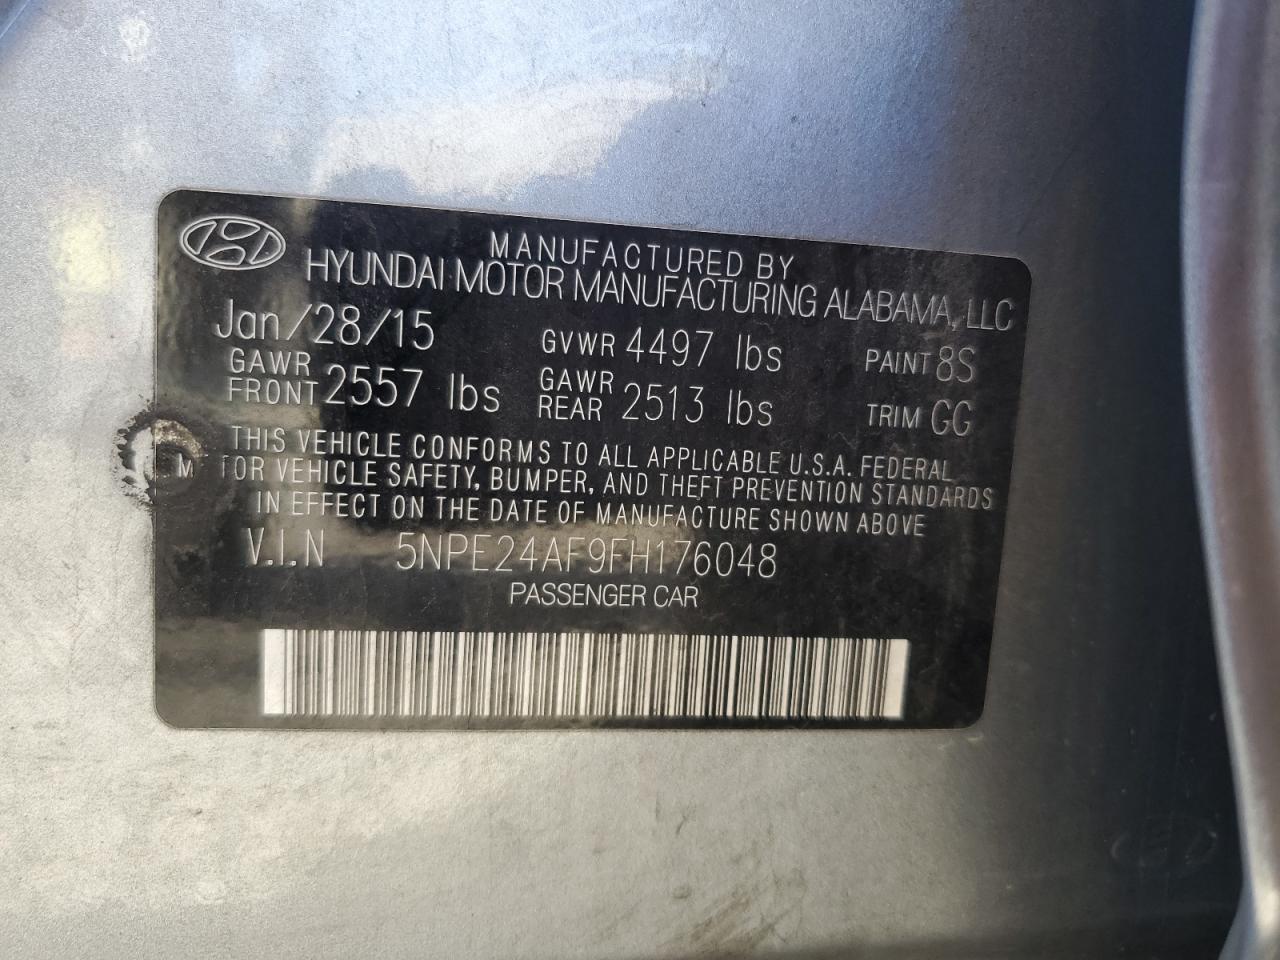 MANUFACTURED BY
HYUNDAI MOTOR MANUFACTURING ALABAMA, LLC
Jan/28/15 GVWR 4497 lbs PAINT 8S
GAWR FRONT 2557 lbs GAWR REAR 2513 lbs TRIM GG
THIS VEHICLE CONFORMS TO ALL APPLICABLE U.S.A. FEDERAL
M TOR VEHICLE SAFETY, BUMPER, AND THEFT PREVENTION STANDARDS
IN EFFECT ON THE DATE OF MANUFACTURE SHOWN ABOVE
V.I.N 5NPE24AF9FH176048
PASSENGER CAR